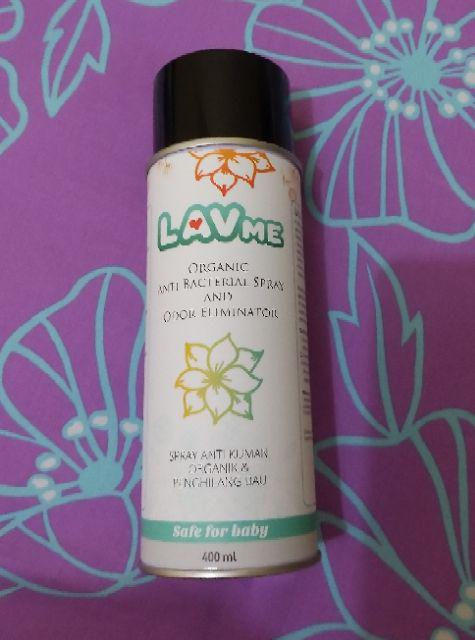 LAVME
ORGANIC
ANTI BACTERIAL SPRAY
AND
ODOR ELIMINATOR
SPRAY ANTI KUMAN
ORGANIK &
PENGHILANG BAU
Safe for baby
400 ml